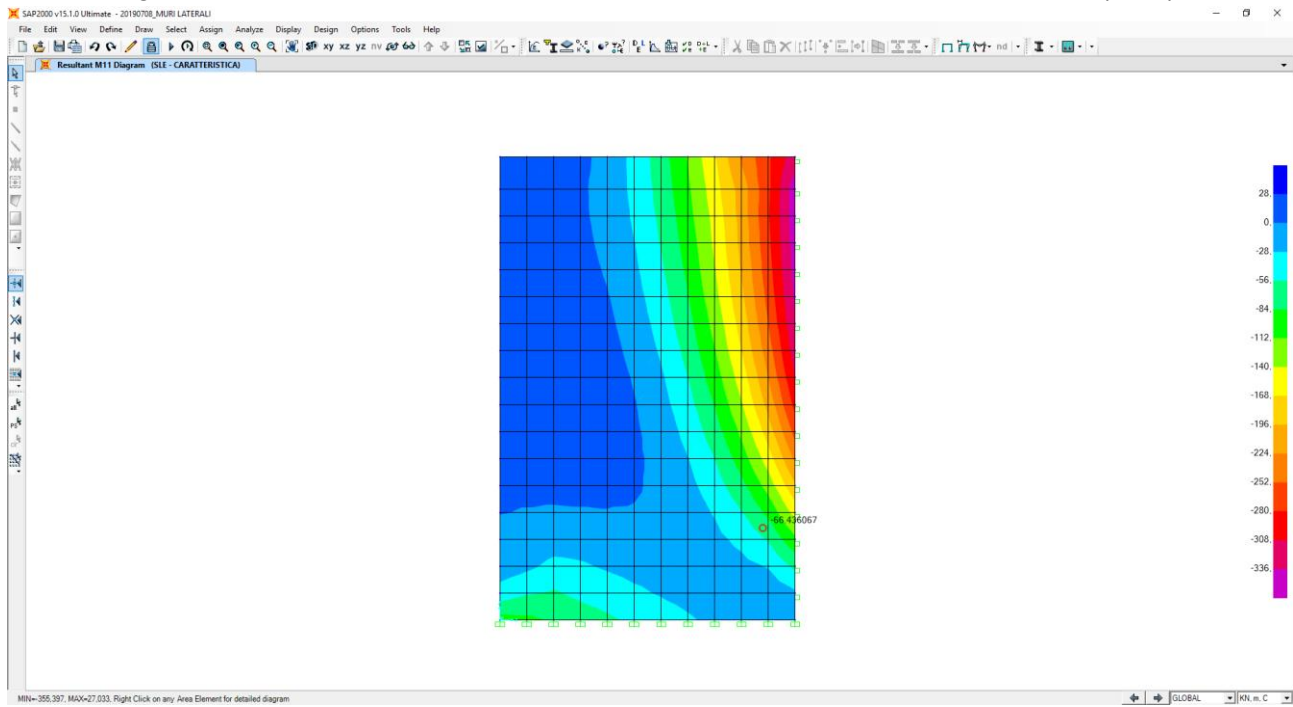 SAP2000 v15.1.0 Ultimate - 20190708_MURI LATERALI
File Edit View Define Draw Select Assign Analyze Display Design Options Tools Help
xy xz yz nv nd
Resultant M11 Diagram (SLE - CARATTERISTICA)
28,
0,
-28,
-56,
-84,
-112,
-140,
-168,
-196,
-224,
-252,
-280,
-308,
-336,
-66 436067
MIN=-355,397, MAX=27,033, Right Click on any Area Element for detailed diagram
GLOBAL
KN, m, C